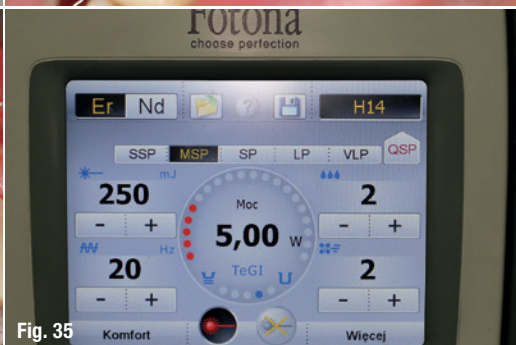 Fotona
choose perfection
Er Nd ? H14
SSP MSP SP LP VLP QSP
mJ
250
- +
Hz
20
- +
Moc
5,00 W
TeGI
2
- +
2
- +
Komfort
Więcej
Fig. 35